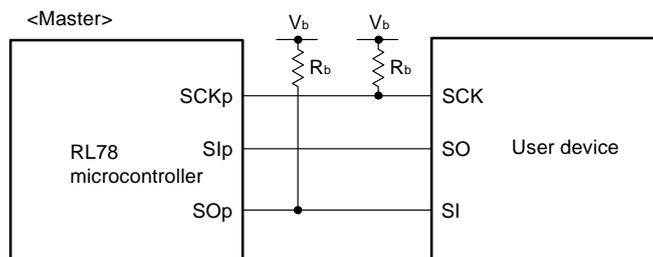 <Master>
Vb Vb
Rb Rb
SCKp SCK
SIp SO
RL78
microcontroller
User device
SOp SI